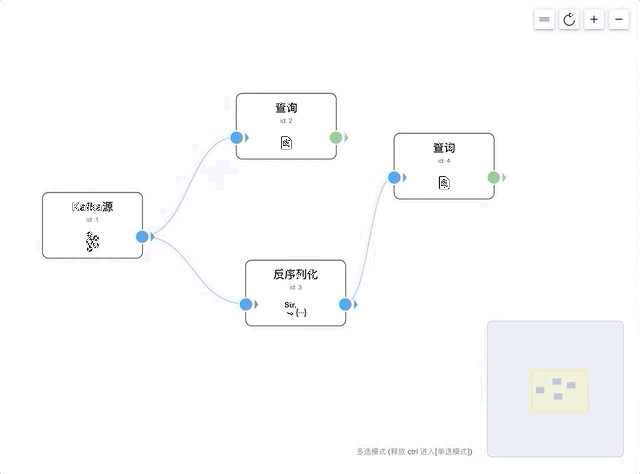 查询
id: 2
查询
id: 4
Kafka源
id: 1
反序列化
id: 3
Str.
{...}
多选模式 (释放 ctrl 进入[单选模式])